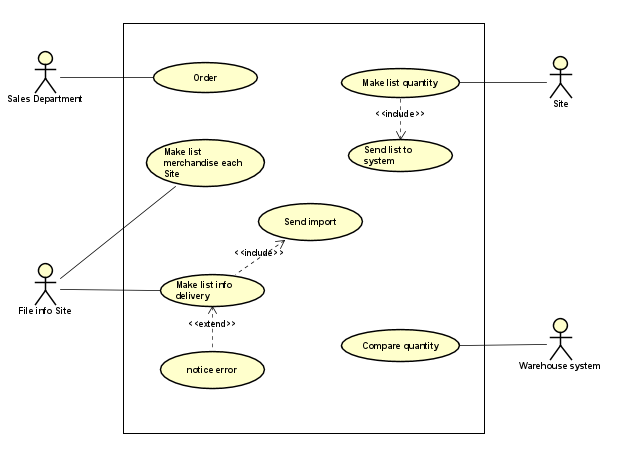 Order
Make list quantity
Sales Department
Site
<<include>>
Make list
merchandise each
Site
Send list to
system
Send import
<<include>>
Make list info
delivery
File info Site
<<extend>>
Compare quantity
notice error
Warehouse system